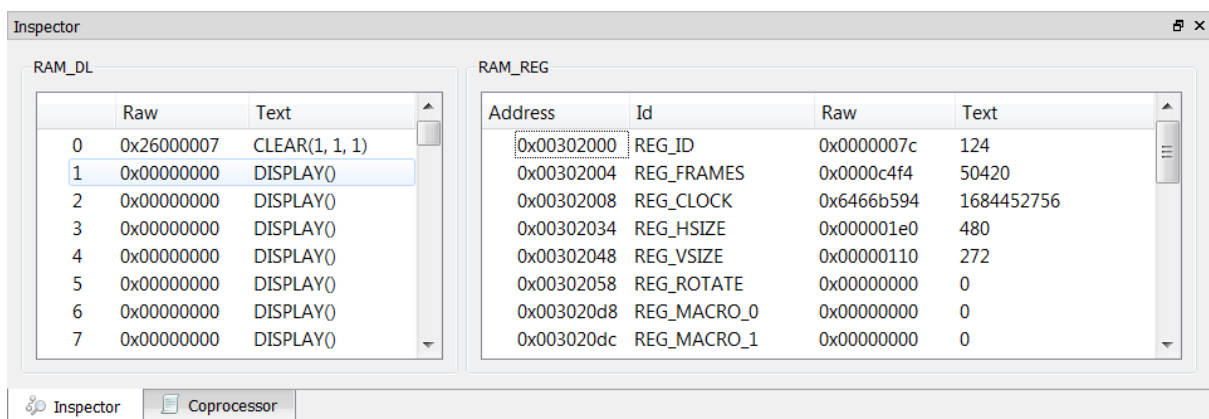 Inspector
RAM_DL
Raw Text
0 0x26000007 CLEAR(1, 1, 1)
1 0x00000000 DISPLAY()
2 0x00000000 DISPLAY()
3 0x00000000 DISPLAY()
4 0x00000000 DISPLAY()
5 0x00000000 DISPLAY()
6 0x00000000 DISPLAY()
7 0x00000000 DISPLAY()
RAM_REG
Address Id Raw Text
0x00302000 REG_ID 0x0000007c 124
0x00302004 REG_FRAMES 0x0000c4f4 50420
0x00302008 REG_CLOCK 0x6466b594 1684452756
0x00302034 REG_HSIZE 0x000001e0 480
0x00302048 REG_VSIZE 0x00000110 272
0x00302058 REG_ROTATE 0x00000000 0
0x003020d8 REG_MACRO_0 0x00000000 0
0x003020dc REG_MACRO_1 0x00000000 0
Inspector Coprocessor